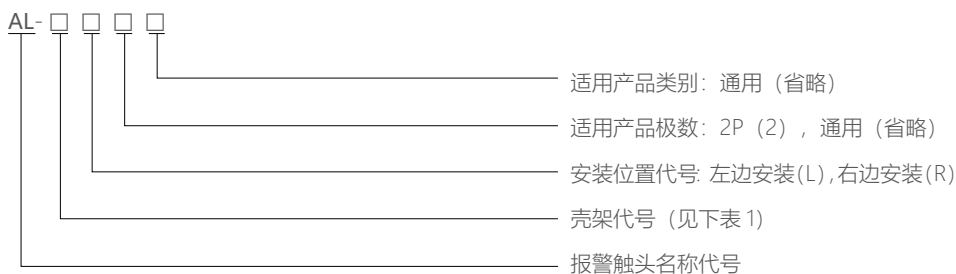 AL-□ □ □ □
适用产品类别：通用（省略）
适用产品极数：2P（2），通用（省略）
安装位置代号: 左边安装(L),右边安装(R)
壳架代号（见下表1)
报警触头名称代号